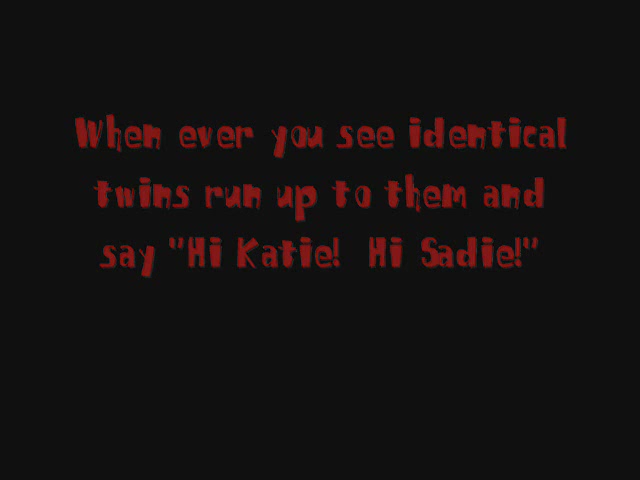 When ever you see identical
twins run up to them and
say "Hi Katie!  Hi Sadie!"